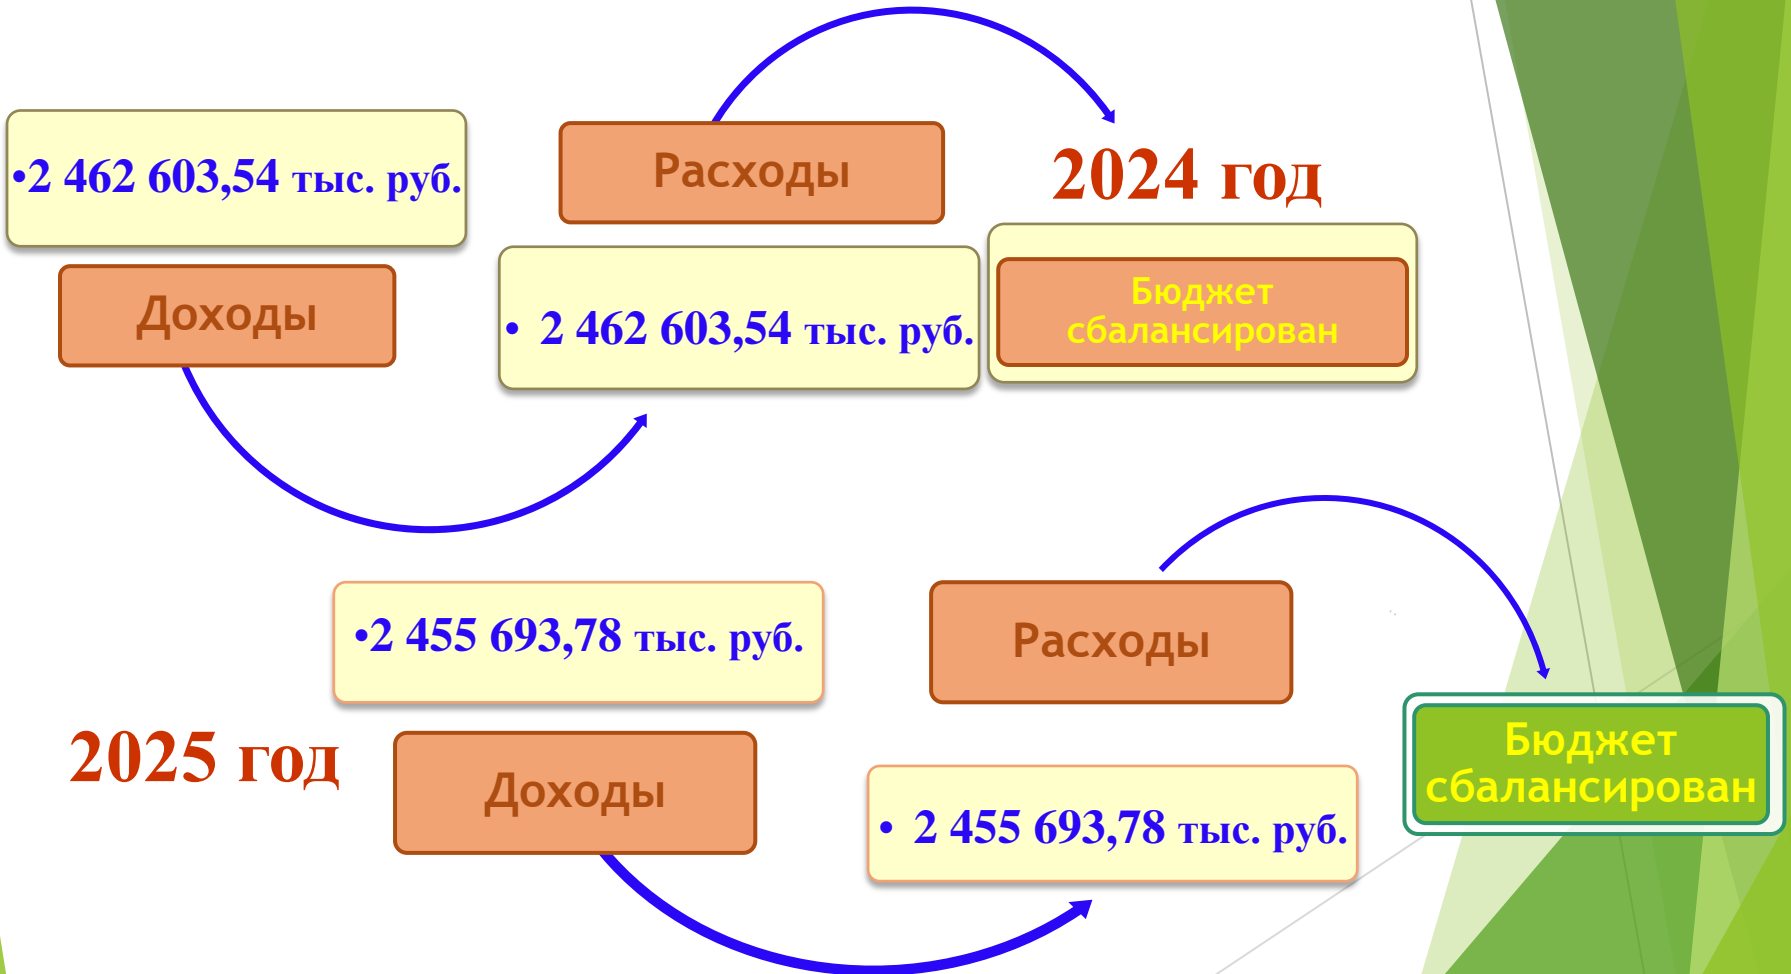 •2 462 603,54 тыс. руб.
Доходы
Расходы
• 2 462 603,54 тыс. руб.
2024 год
Бюджет
сбалансирован
2025 год
•2 455 693,78 тыс. руб.
Доходы
Расходы
• 2 455 693,78 тыс. руб.
Бюджет
сбалансирован